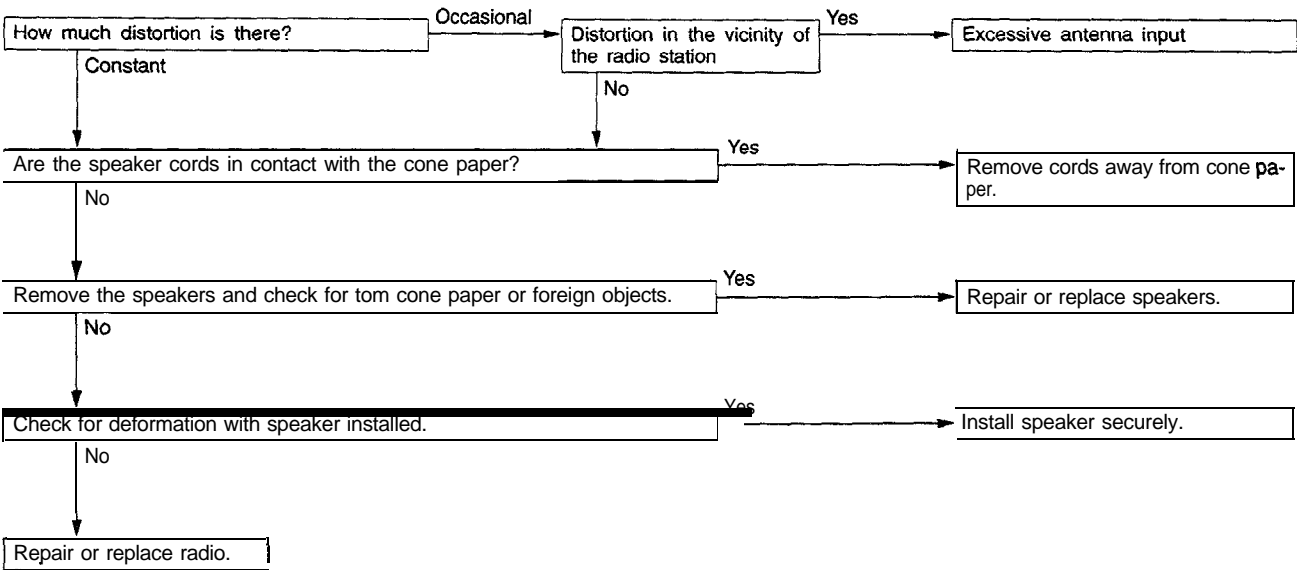 How much distortion is there?
Occasional
Distortion in the vicinity of
the radio station
Yes
Excessive antenna input
Constant
No
Are the speaker cords in contact with the cone paper?
Yes
Remove cords away from cone pa-
per.
No
Remove the speakers and check for tom cone paper or foreign objects.
Yes
Repair or replace speakers.
No
Check for deformation with speaker installed.
Yes
Install speaker securely.
No
Repair or replace radio.